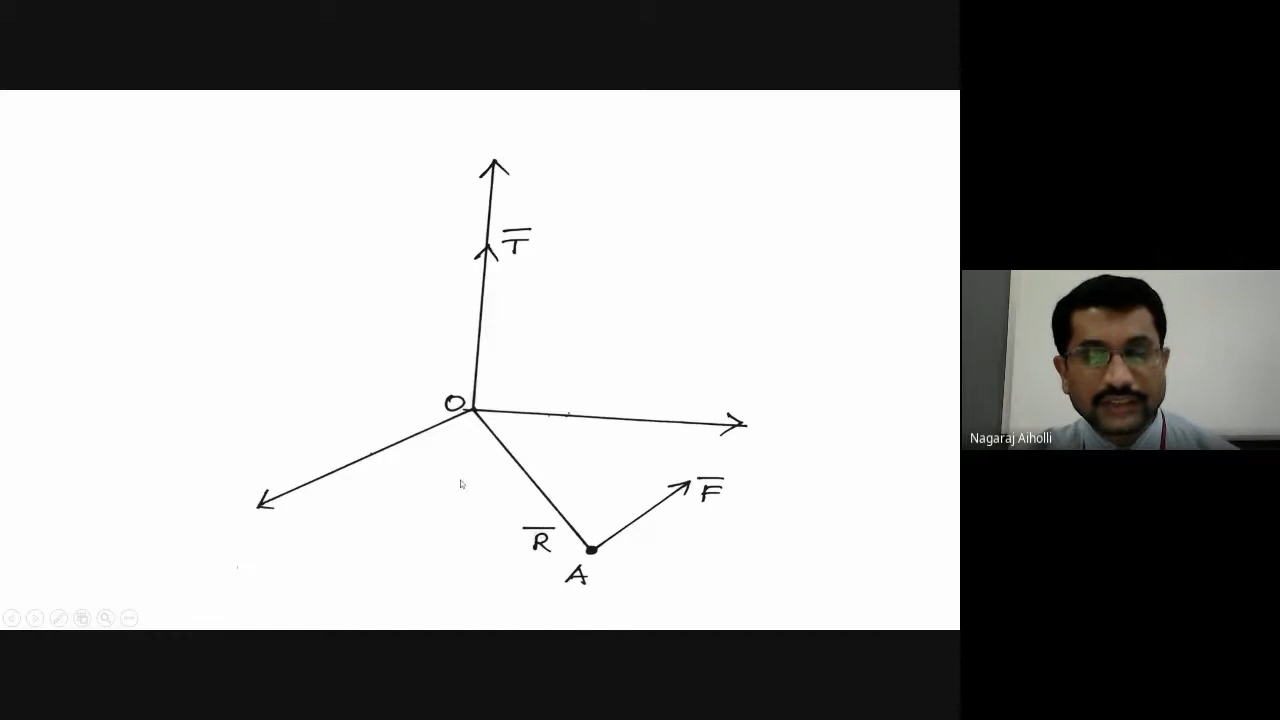 T̅
O
F̅
R̅
A
Nagaraj Aiholli